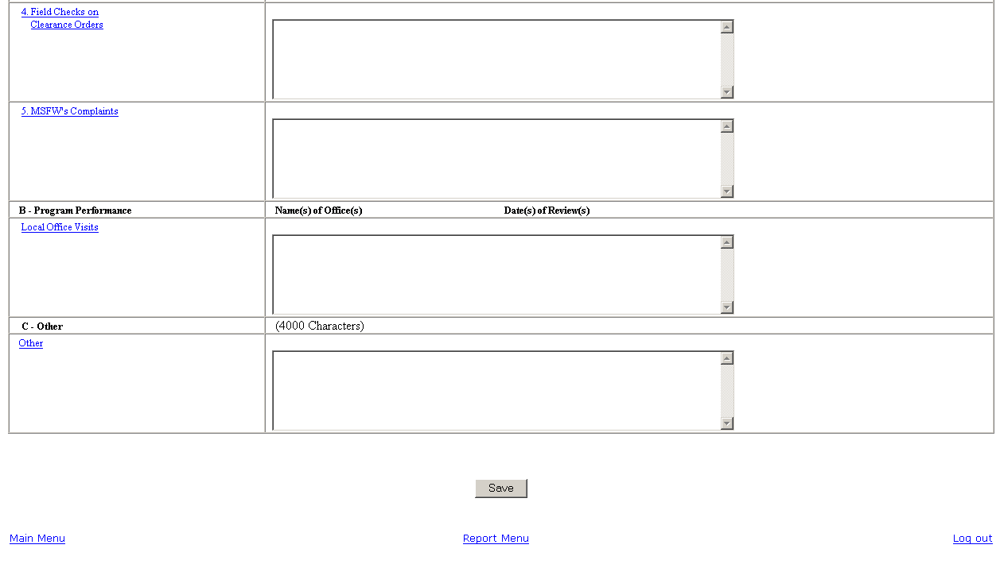 4. Field Checks on
Clearance Orders
5. MSFW's Complaints
B - Program Performance Name(s) of Office(s) Date(s) of Review(s)
Local Office Visits
C - Other (4000 Characters)
Other
Save
Main Menu Report Menu Log out